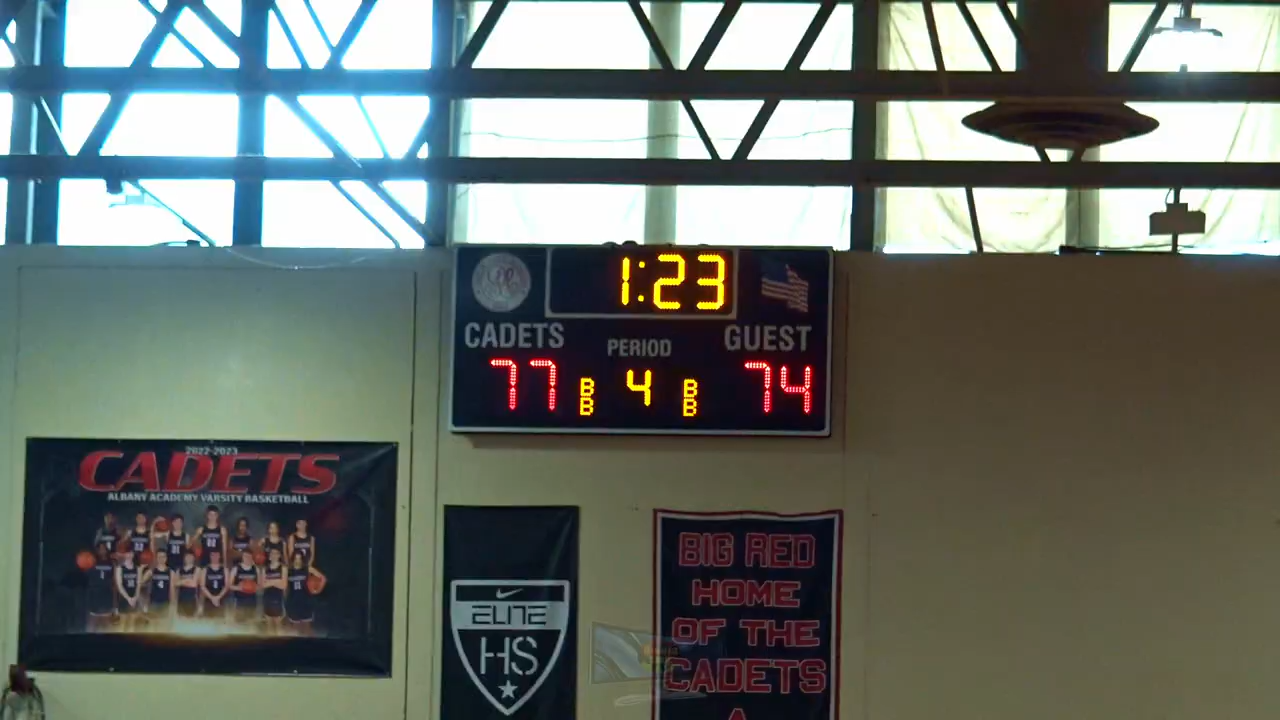 1:23
CADETS
PERIOD
GUEST
77
B
B
4
B
B
74
2022-2023
CADETS
ALBANY ACADEMY VARSITY BASKETBALL
ELITE
HS
BIG RED
HOME
OF THE
CADETS